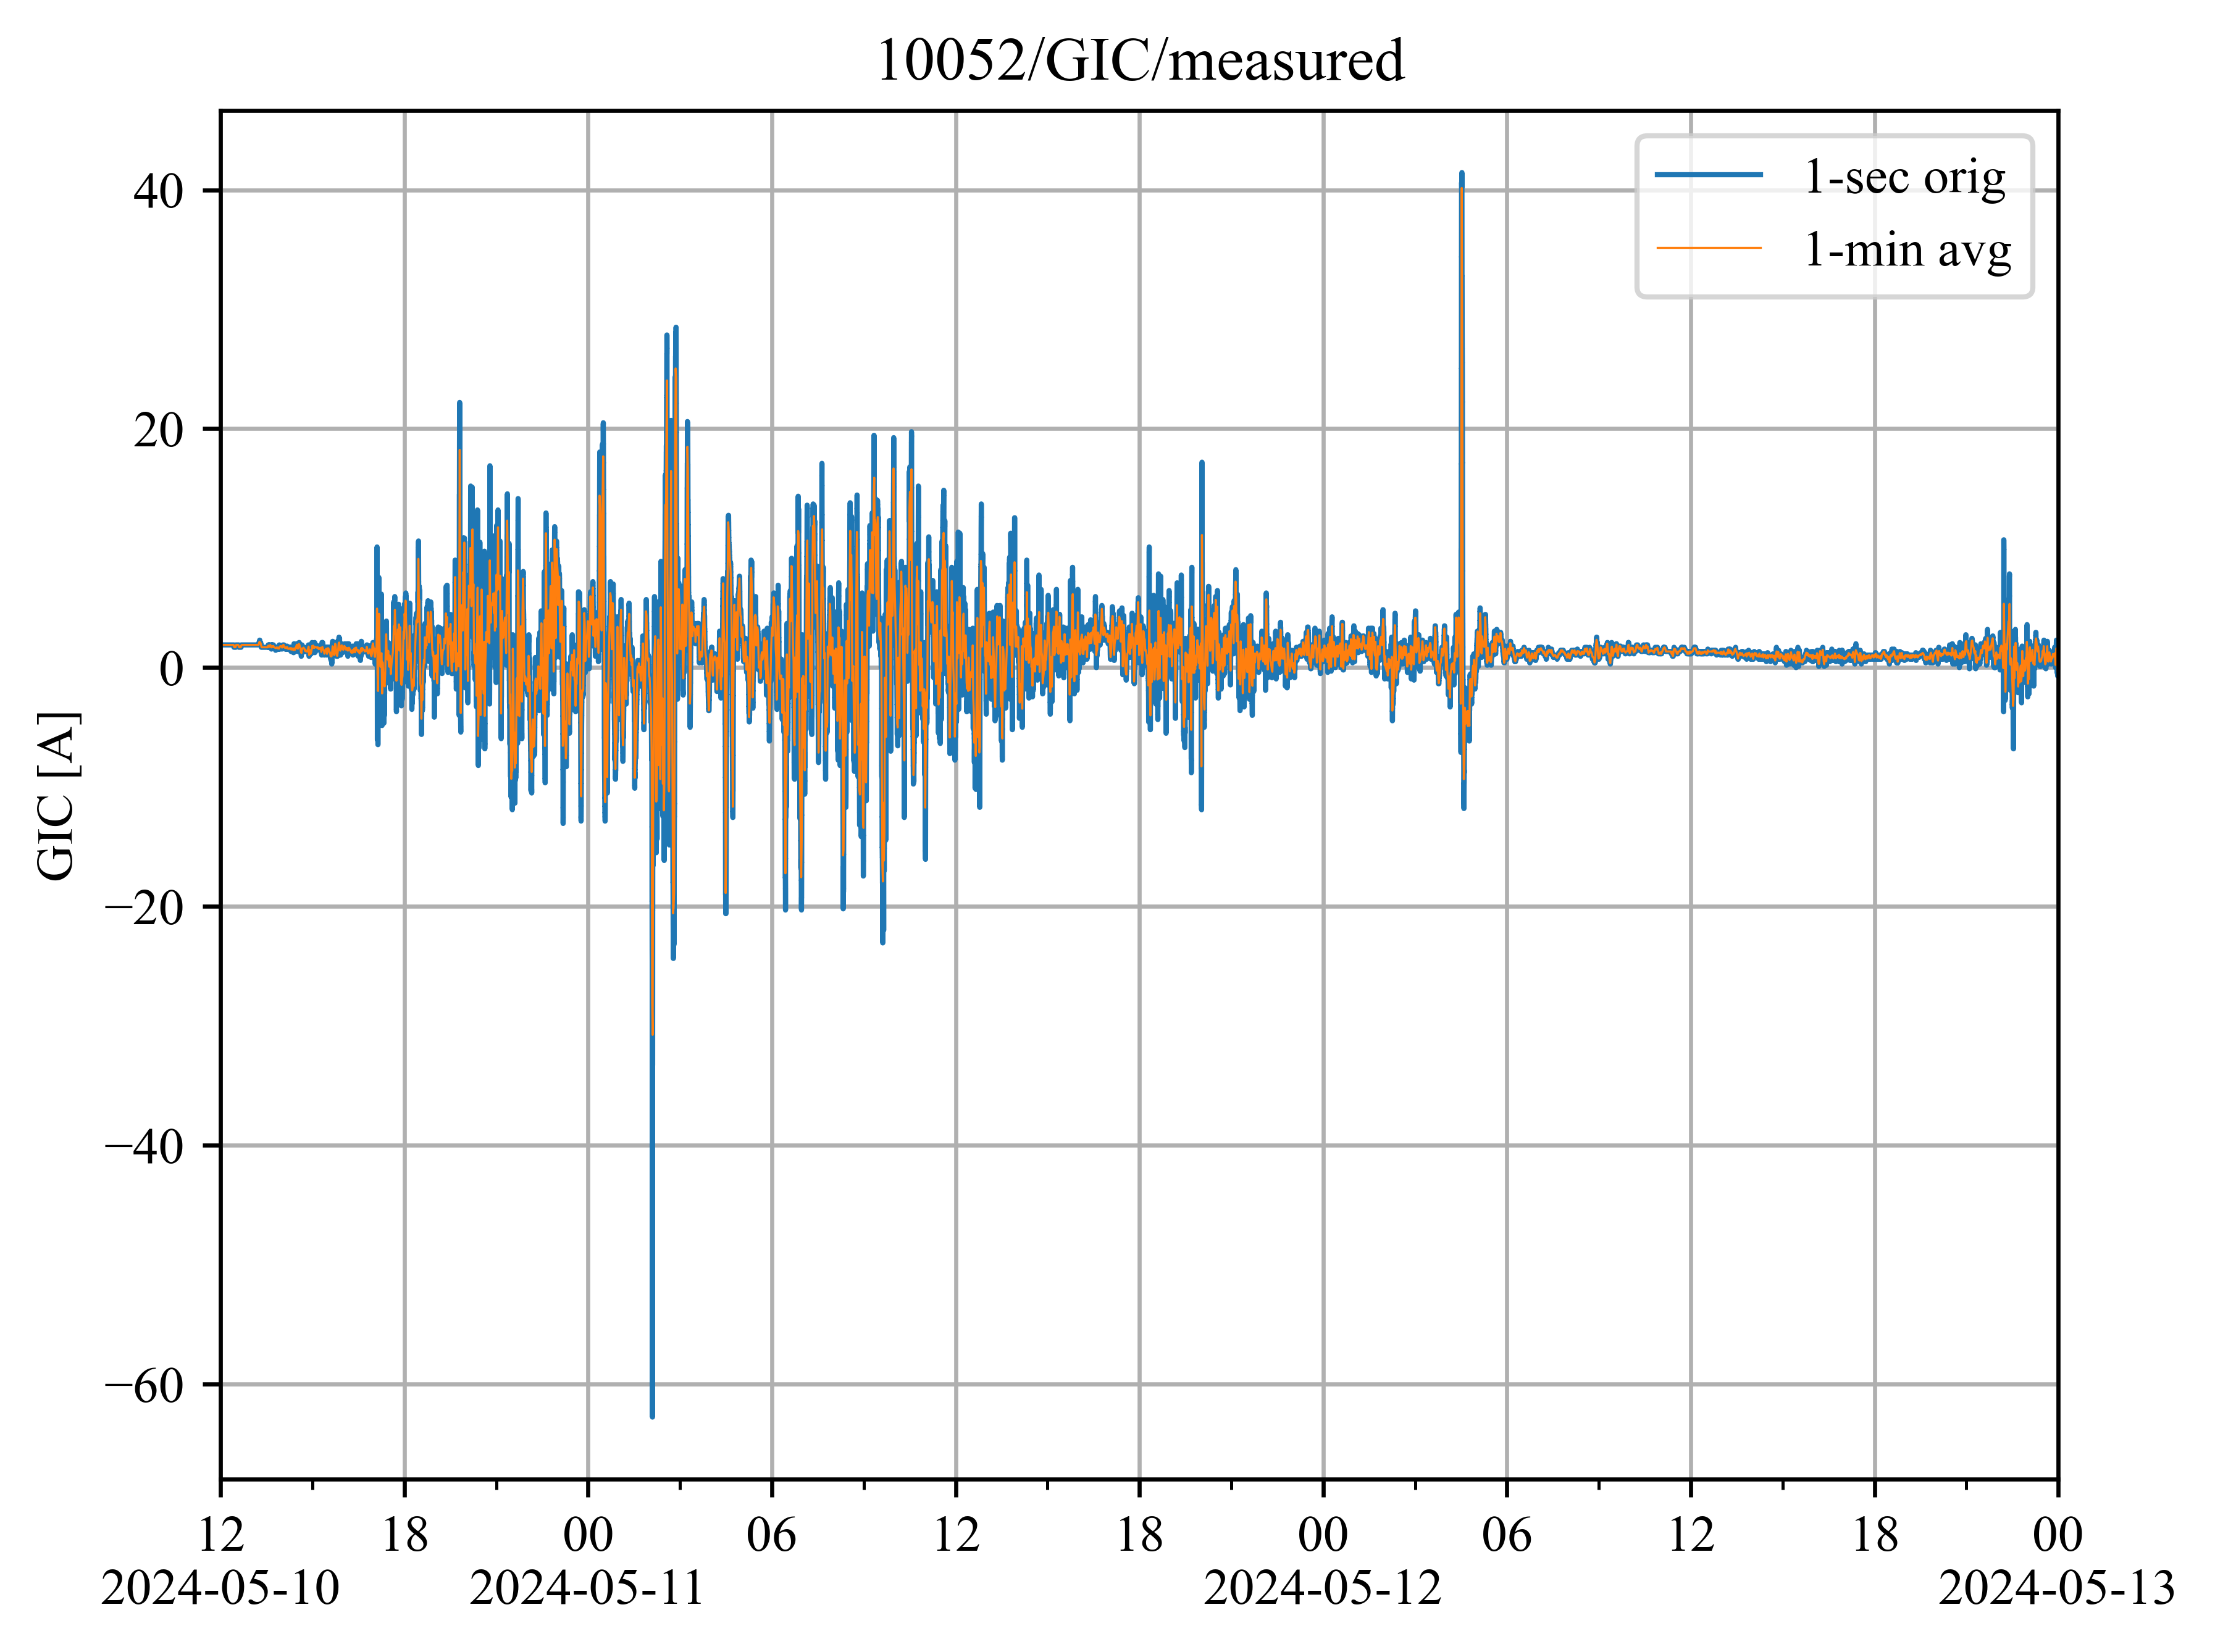 10052/GIC/measured
1-sec orig
1-min avg
40
20
0
−20
−40
−60
GIC [A]
12 18 00 06 12 18 00 06 12 18 00
2024-05-10 2024-05-11 2024-05-12 2024-05-13